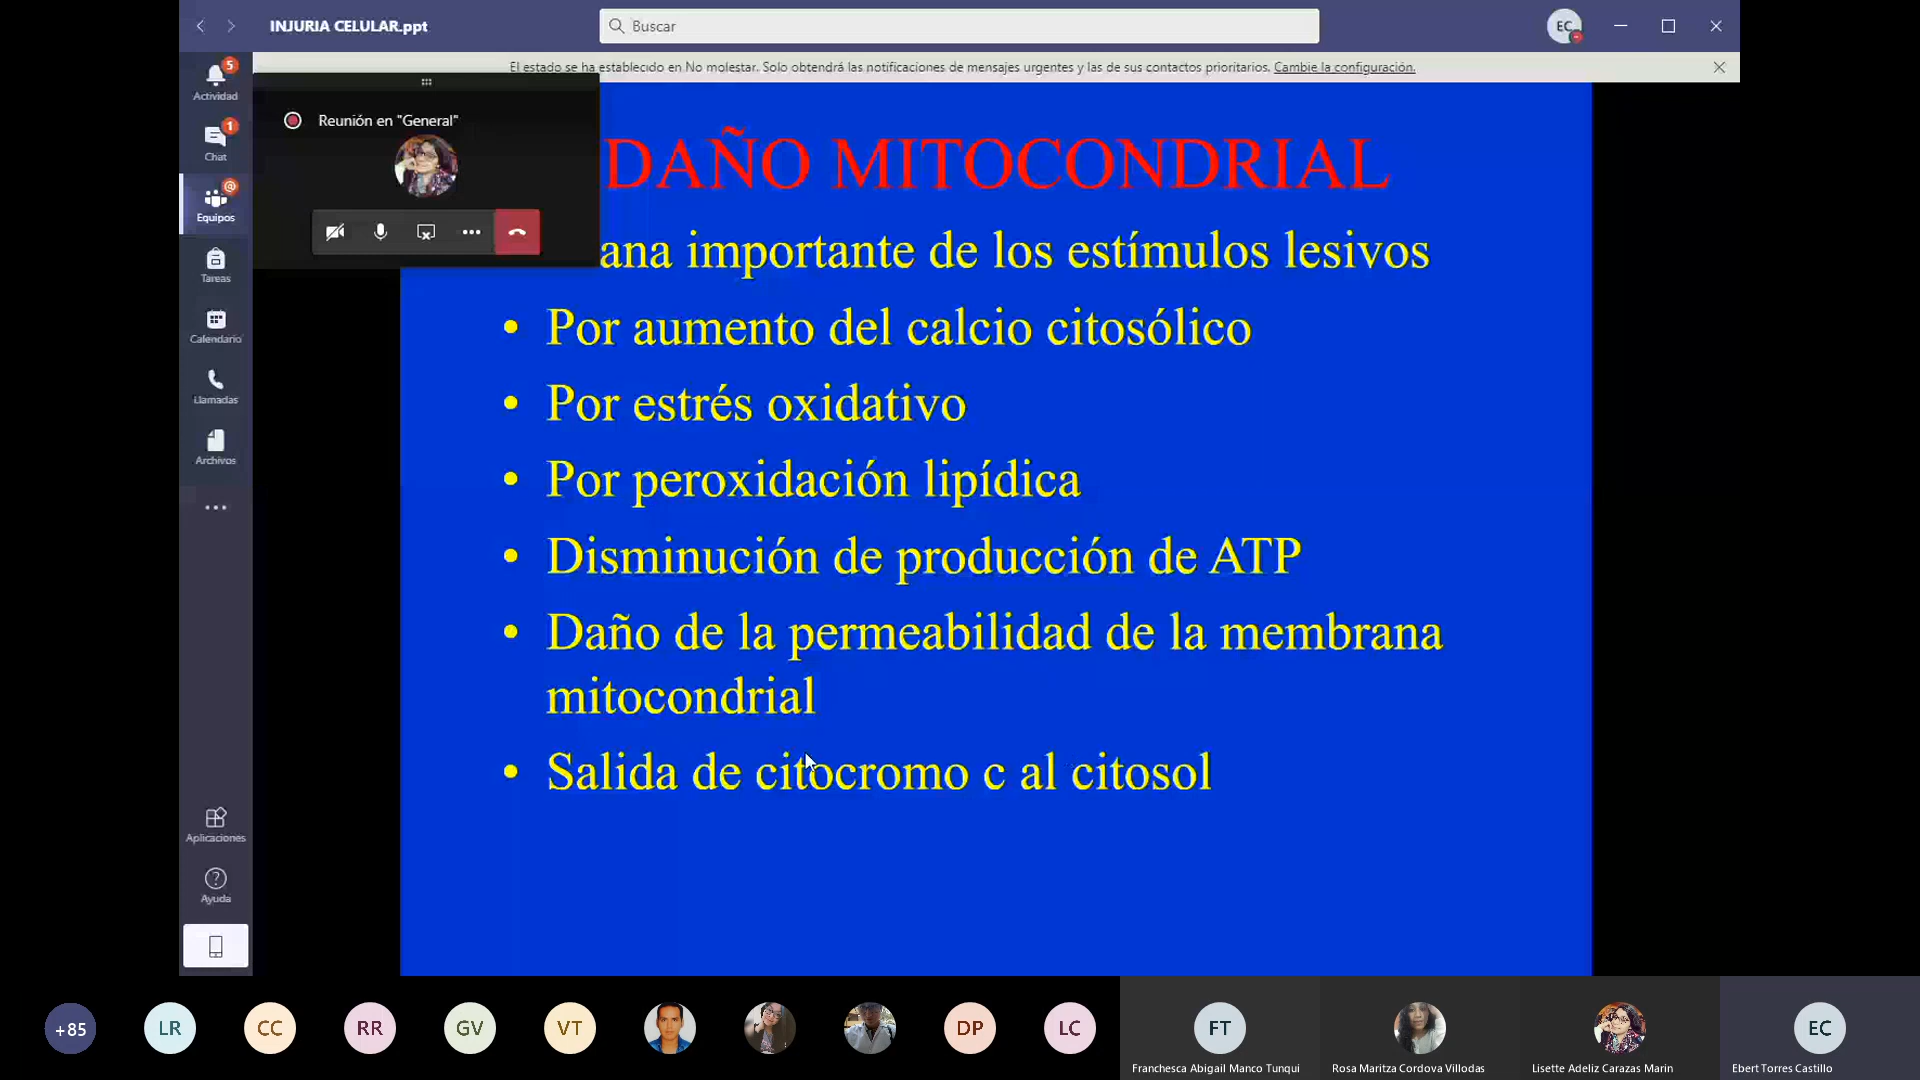 INJURIA CELULAR.ppt
Buscar
EC
El estado se ha establecido en No molestar. Solo obtendrá las notificaciones de mensajes urgentes y las de sus contactos prioritarios. Cambie la configuración.
5
Actividad
1
Chat
@
Equipos
Tareas
Calendario
Llamadas
Archivos
Aplicaciones
Ayuda
Reunión en "General"
DAÑO MITOCONDRIAL
importante de los estímulos lesivos
• Por aumento del calcio citosólico
• Por estrés oxidativo
• Por peroxidación lipídica
• Disminución de producción de ATP
• Daño de la permeabilidad de la membrana
mitocondrial
• Salida de citocromo c al citosol
+85
LR
CC
RR
GV
VT
DP
LC
FT
EC
Franchesca Abigail Manco Tunqui
Rosa Maritza Cordova Villodas
Lisette Adeliz Carazas Marin
Ebert Torres Castillo